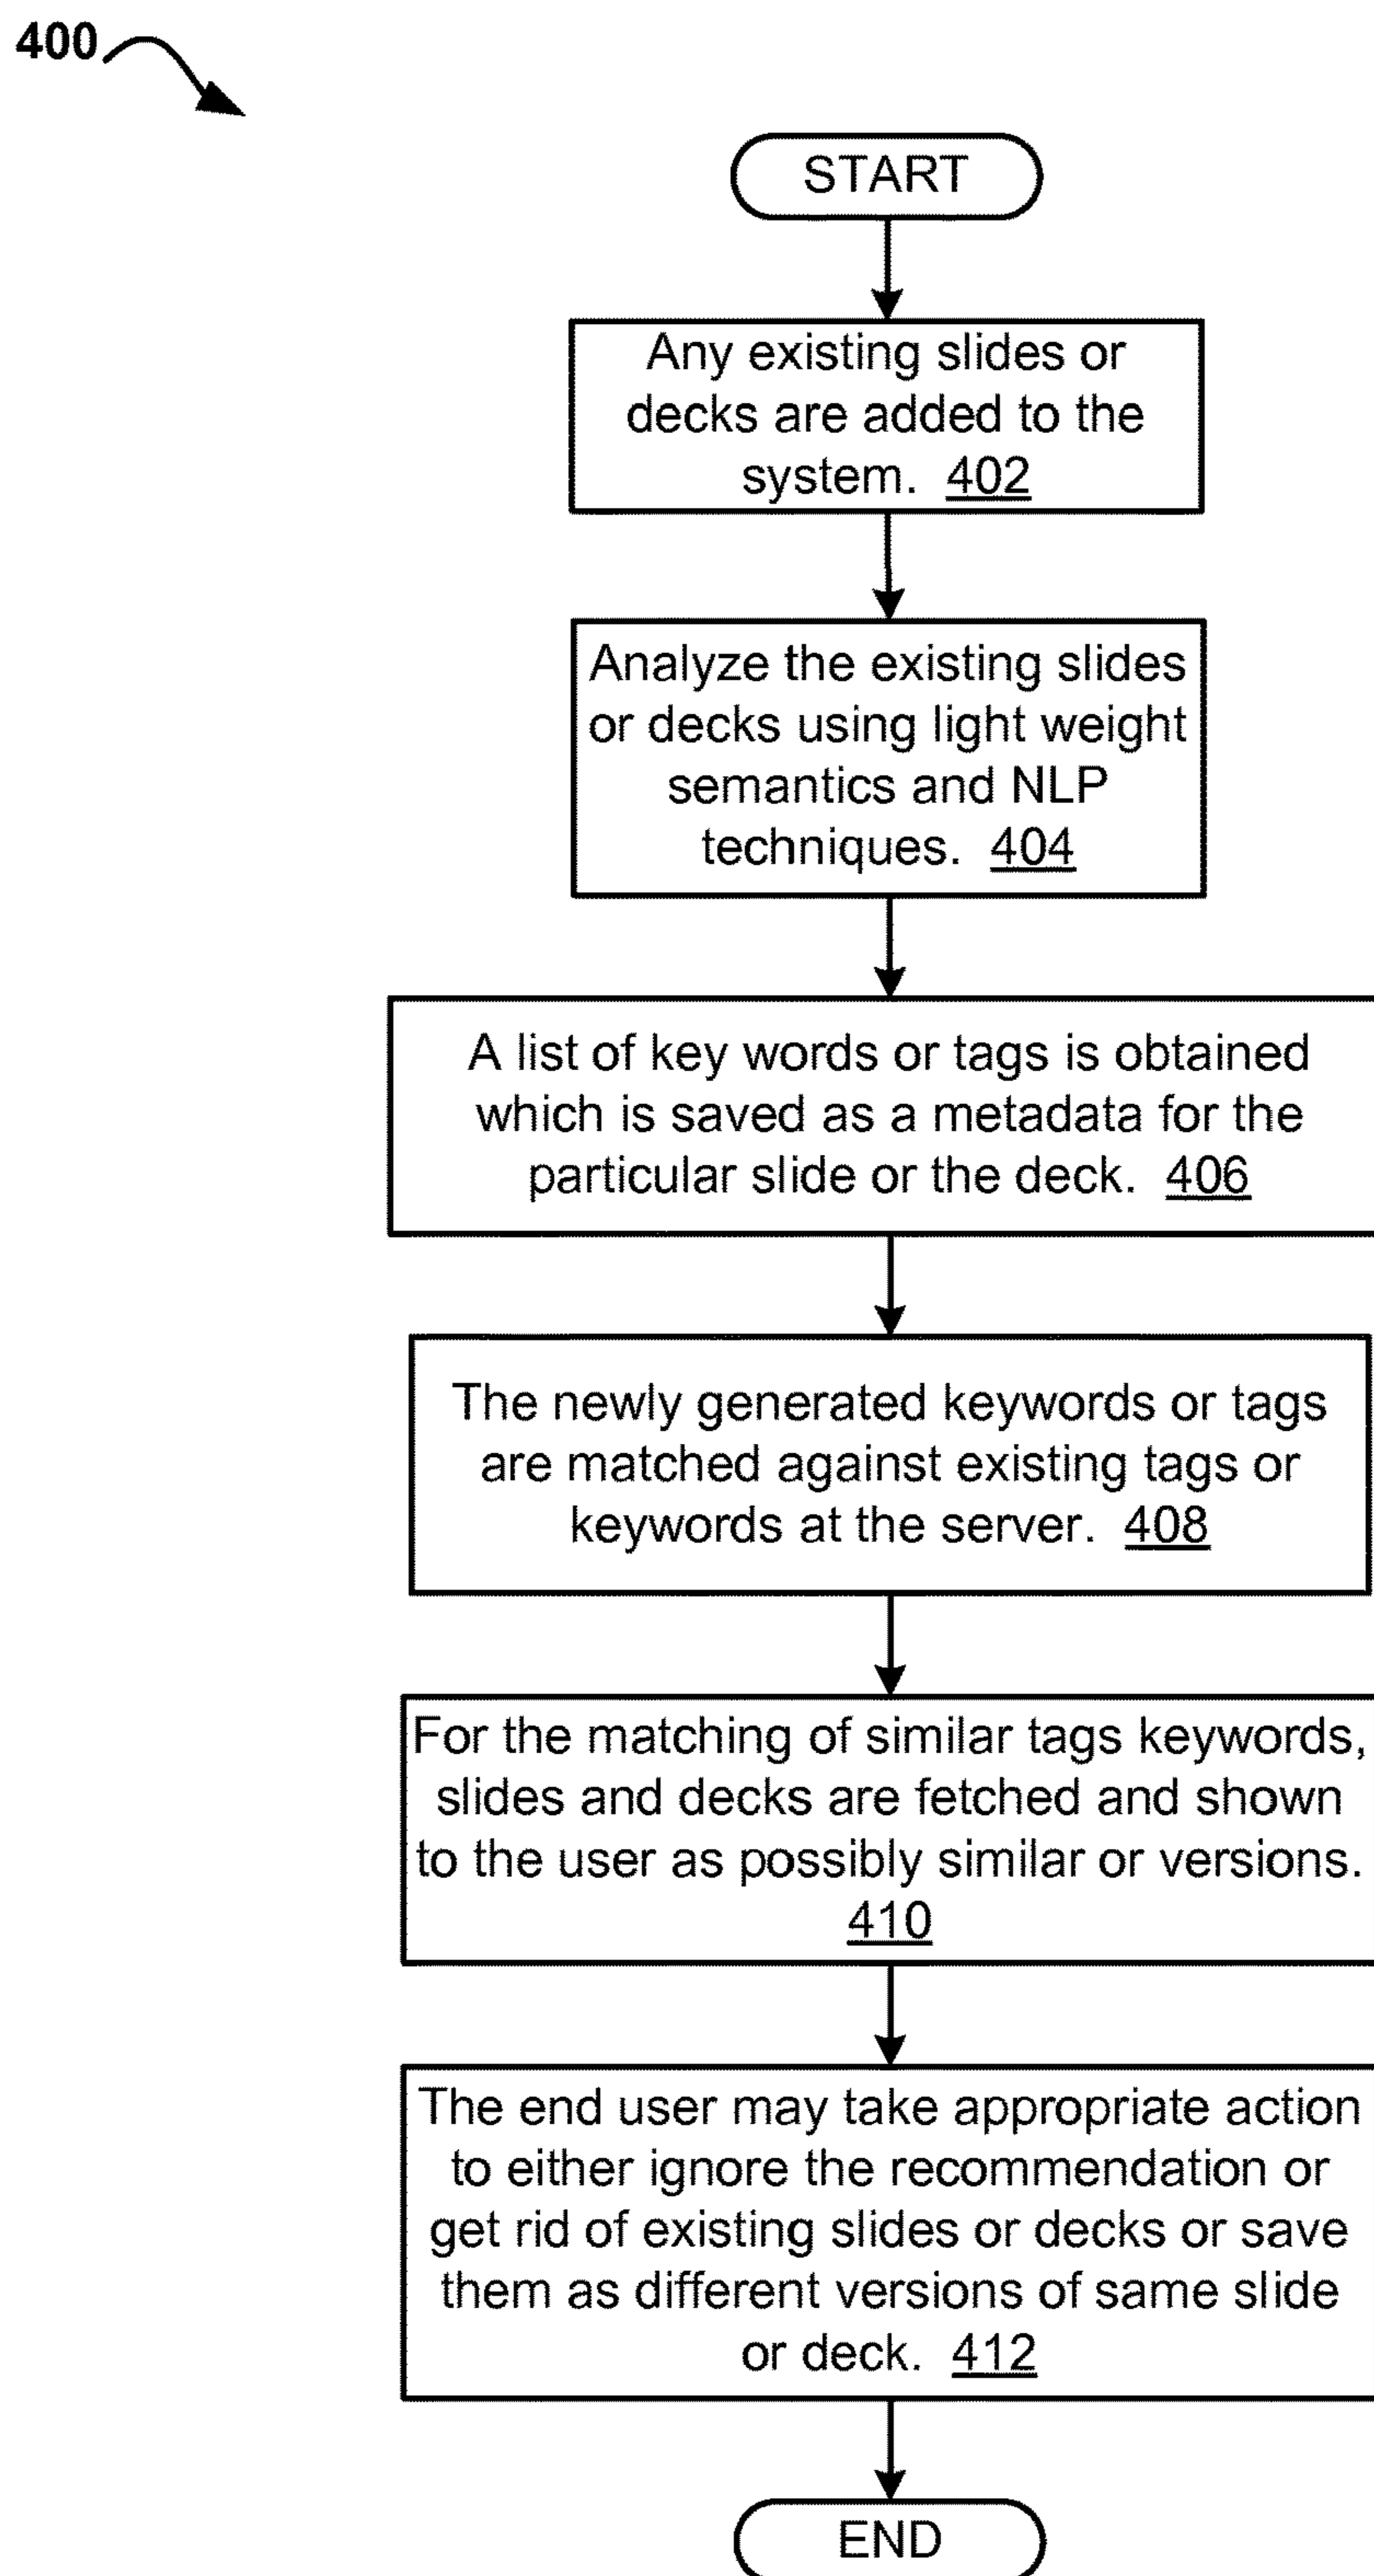 400
START
Any existing slides or
decks are added to the
system. 402
Analyze the existing slides
or decks using light weight
semantics and NLP
techniques. 404
A list of key words or tags is obtained
which is saved as a metadata for the
particular slide or the deck. 406
The newly generated keywords or tags
are matched against existing tags or
keywords at the server. 408
For the matching of similar tags keywords,
slides and decks are fetched and shown
to the user as possibly similar or versions.
410
The end user may take appropriate action
to either ignore the recommendation or
get rid of existing slides or decks or save
them as different versions of same slide
or deck. 412
END